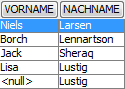 VORNAME NACHNAME
Niels Larsen
Borch Lennartson
Jack Sheraq
Lisa Lustig
<null> Lustig